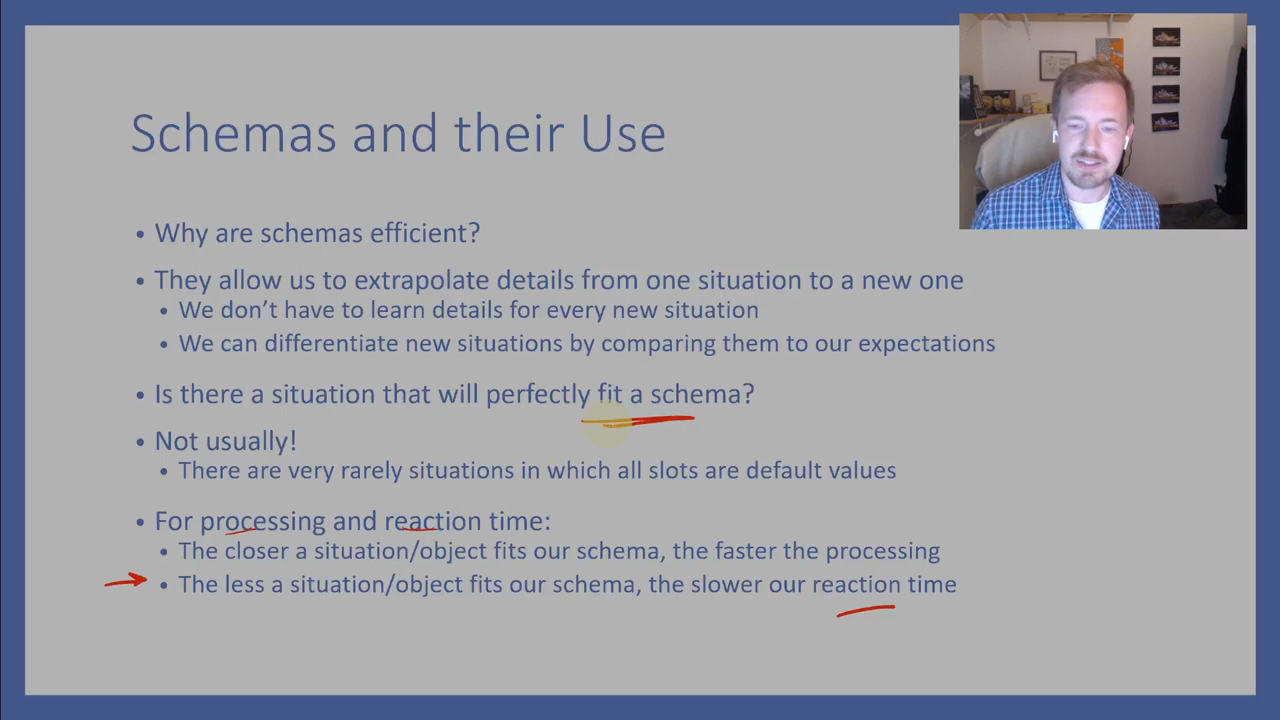 Schemas and their Use
• Why are schemas efficient?
• They allow us to extrapolate details from one situation to a new one
• We don’t have to learn details for every new situation
• We can differentiate new situations by comparing them to our expectations
• Is there a situation that will perfectly fit a schema?
• Not usually!
• There are very rarely situations in which all slots are default values
• For processing and reaction time:
• The closer a situation/object fits our schema, the faster the processing
• The less a situation/object fits our schema, the slower our reaction time